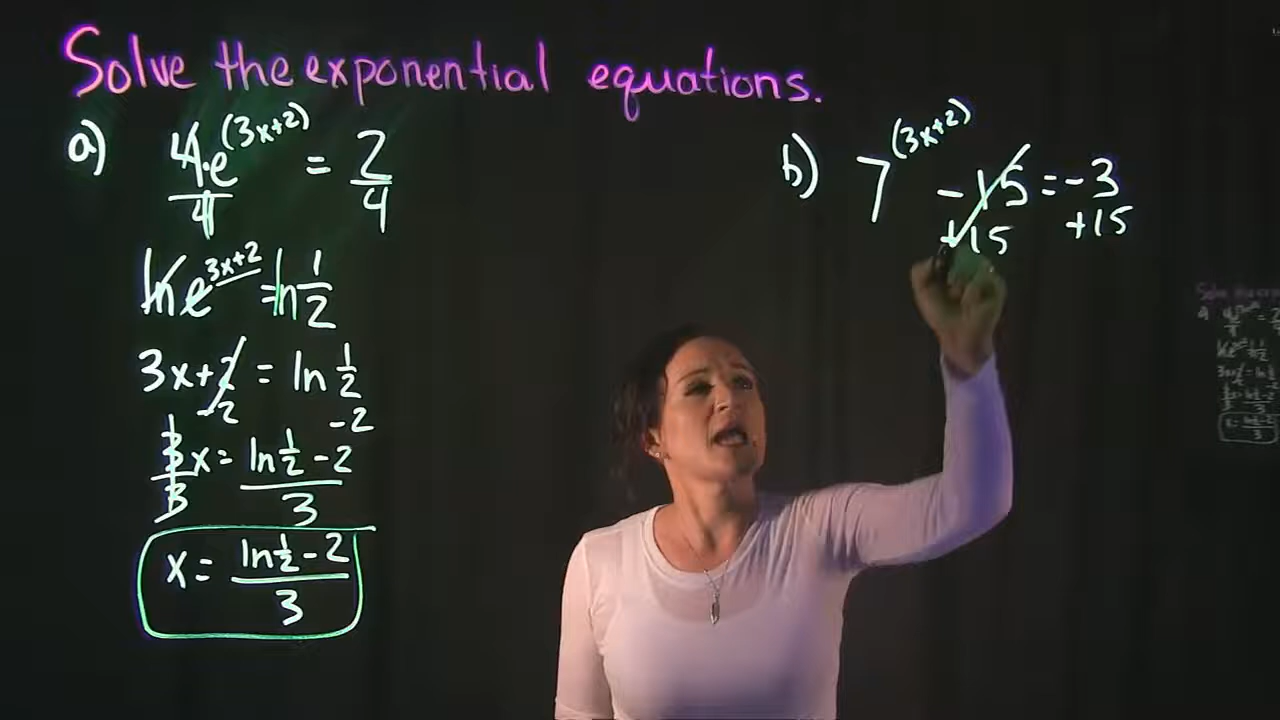 Solve the exponential equations.
a) 4·e^(3x+2) = 2
4 4
ln e^3x+2 = ln 1/2
3x+2 = ln 1/2
-2 -2
3x = ln 1/2 - 2
3 3
x = ln 1/2 - 2
3
b) 7^(3x+2) - 15 = -3
+15 +15